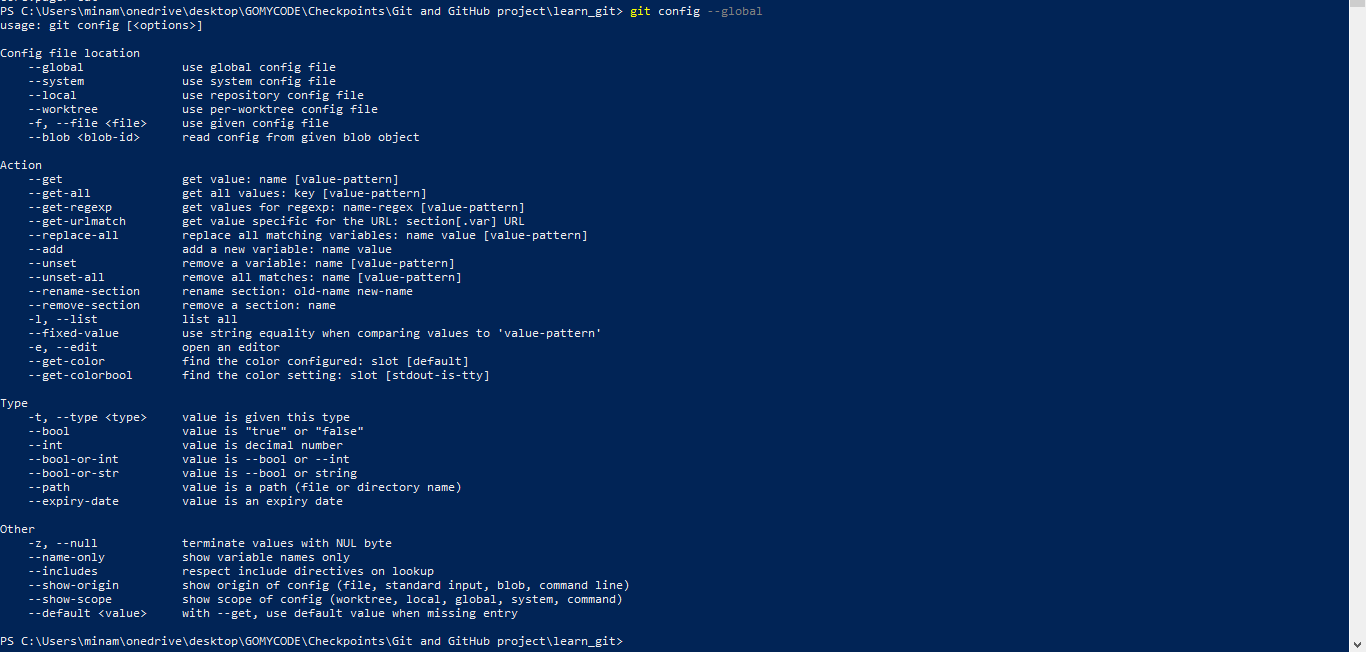 PS C:\Users\minam\onedrive\desktop\GOMYCODE\Checkpoints\Git and GitHub project\learn_git> git config --global
usage: git config [<options>]

Config file location
    --global              use global config file
    --system              use system config file
    --local               use repository config file
    --worktree            use per-worktree config file
    -f, --file <file>     use given config file
    --blob <blob-id>      read config from given blob object

Action
    --get                 get value: name [value-pattern]
    --get-all             get all values: key [value-pattern]
    --get-regexp          get values for regexp: name-regex [value-pattern]
    --get-urlmatch        get value specific for the URL: section[.var] URL
    --replace-all         replace all matching variables: name value [value-pattern]
    --add                 add a new variable: name value
    --unset               remove a variable: name [value-pattern]
    --unset-all           remove all matches: name [value-pattern]
    --rename-section      rename section: old-name new-name
    --remove-section      remove a section: name
    -l, --list            list all
    --fixed-value         use string equality when comparing values to 'value-pattern'
    -e, --edit            open an editor
    --get-color           find the color configured: slot [default]
    --get-colorbool       find the color setting: slot [stdout-is-tty]

Type
    -t, --type <type>     value is given this type
    --bool                value is "true" or "false"
    --int                 value is decimal number
    --bool-or-int         value is --bool or --int
    --bool-or-str         value is --bool or string
    --path                value is a path (file or directory name)
    --expiry-date         value is an expiry date

Other
    -z, --null            terminate values with NUL byte
    --name-only           show variable names only
    --includes            respect include directives on lookup
    --show-origin         show origin of config (file, standard input, blob, command line)
    --show-scope          show scope of config (worktree, local, global, system, command)
    --default <value>     with --get, use default value when missing entry

PS C:\Users\minam\onedrive\desktop\GOMYCODE\Checkpoints\Git and GitHub project\learn_git>